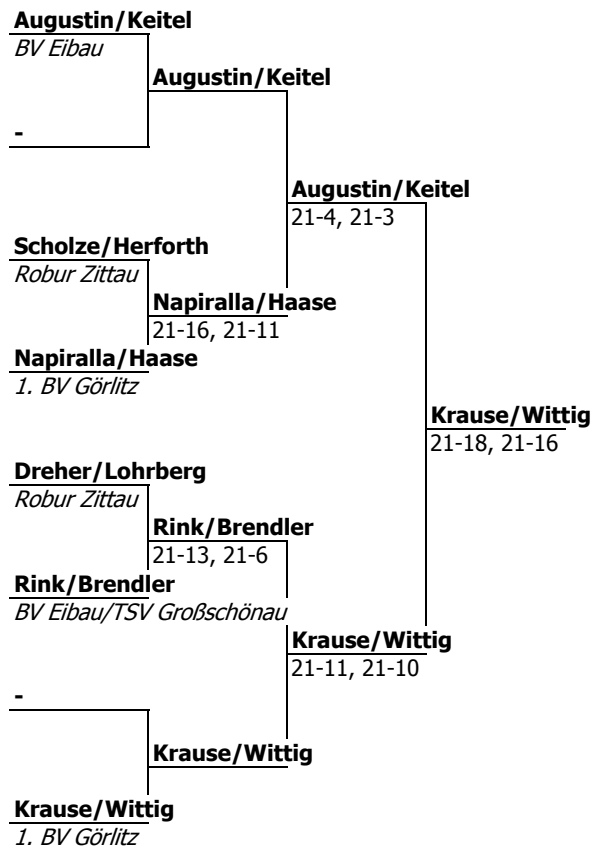 Augustin/Keitel
BV Eibau
Augustin/Keitel
-
Augustin/Keitel
21-4, 21-3
Scholze/Herforth
Robur Zittau
Napiralla/Haase
21-16, 21-11
Napiralla/Haase
1. BV Görlitz
Krause/Wittig
21-18, 21-16
Dreher/Lohrberg
Robur Zittau
Rink/Brendler
21-13, 21-6
Rink/Brendler
BV Eibau/TSV Großschönau
Krause/Wittig
21-11, 21-10
-
Krause/Wittig
Krause/Wittig
1. BV Görlitz